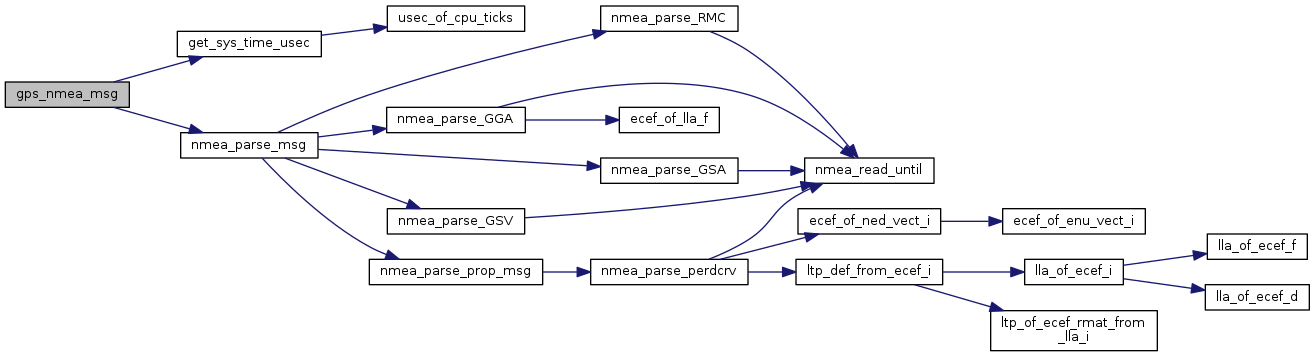 gps_nmea_msg
get_sys_time_usec
usec_of_cpu_ticks
nmea_parse_msg
nmea_parse_RMC
nmea_parse_GGA
ecef_of_lla_f
nmea_parse_GSA
nmea_read_until
nmea_parse_GSV
nmea_parse_prop_msg
nmea_parse_perdcrv
ecef_of_ned_vect_i
ecef_of_enu_vect_i
ltp_def_from_ecef_i
lla_of_ecef_i
lla_of_ecef_f
lla_of_ecef_d
ltp_of_ecef_rmat_from
_lla_i